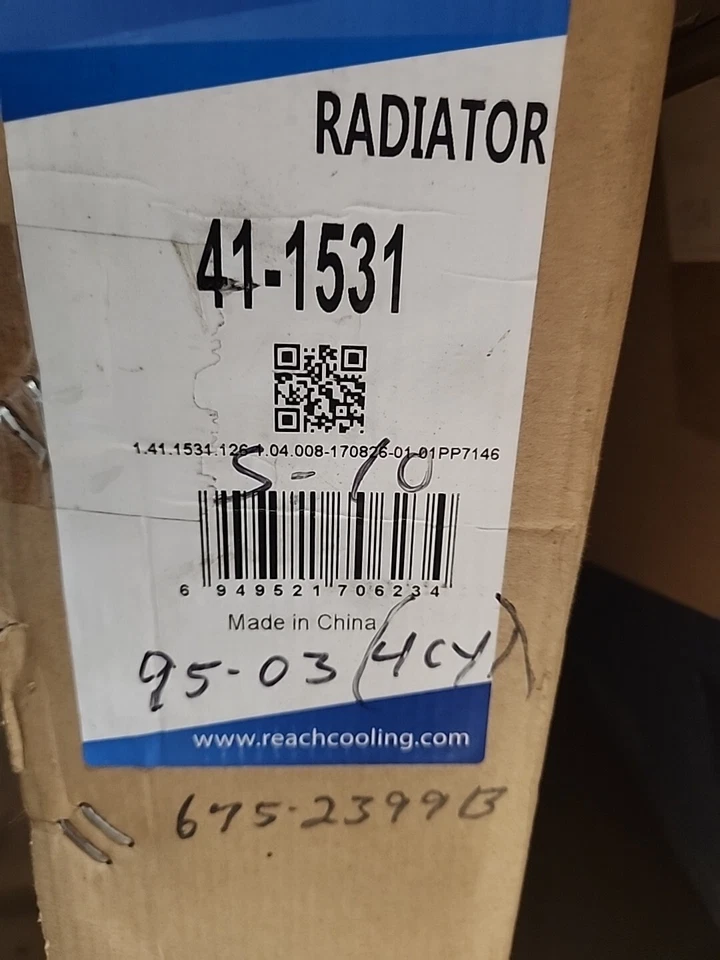 RADIATOR
41-1531
1.41.1531.126-1.04.008-170826-01-01PP7146
S-10
6 949521 706234
Made in China
95-03 (4CY)
www.reachcooling.com
675-2399B